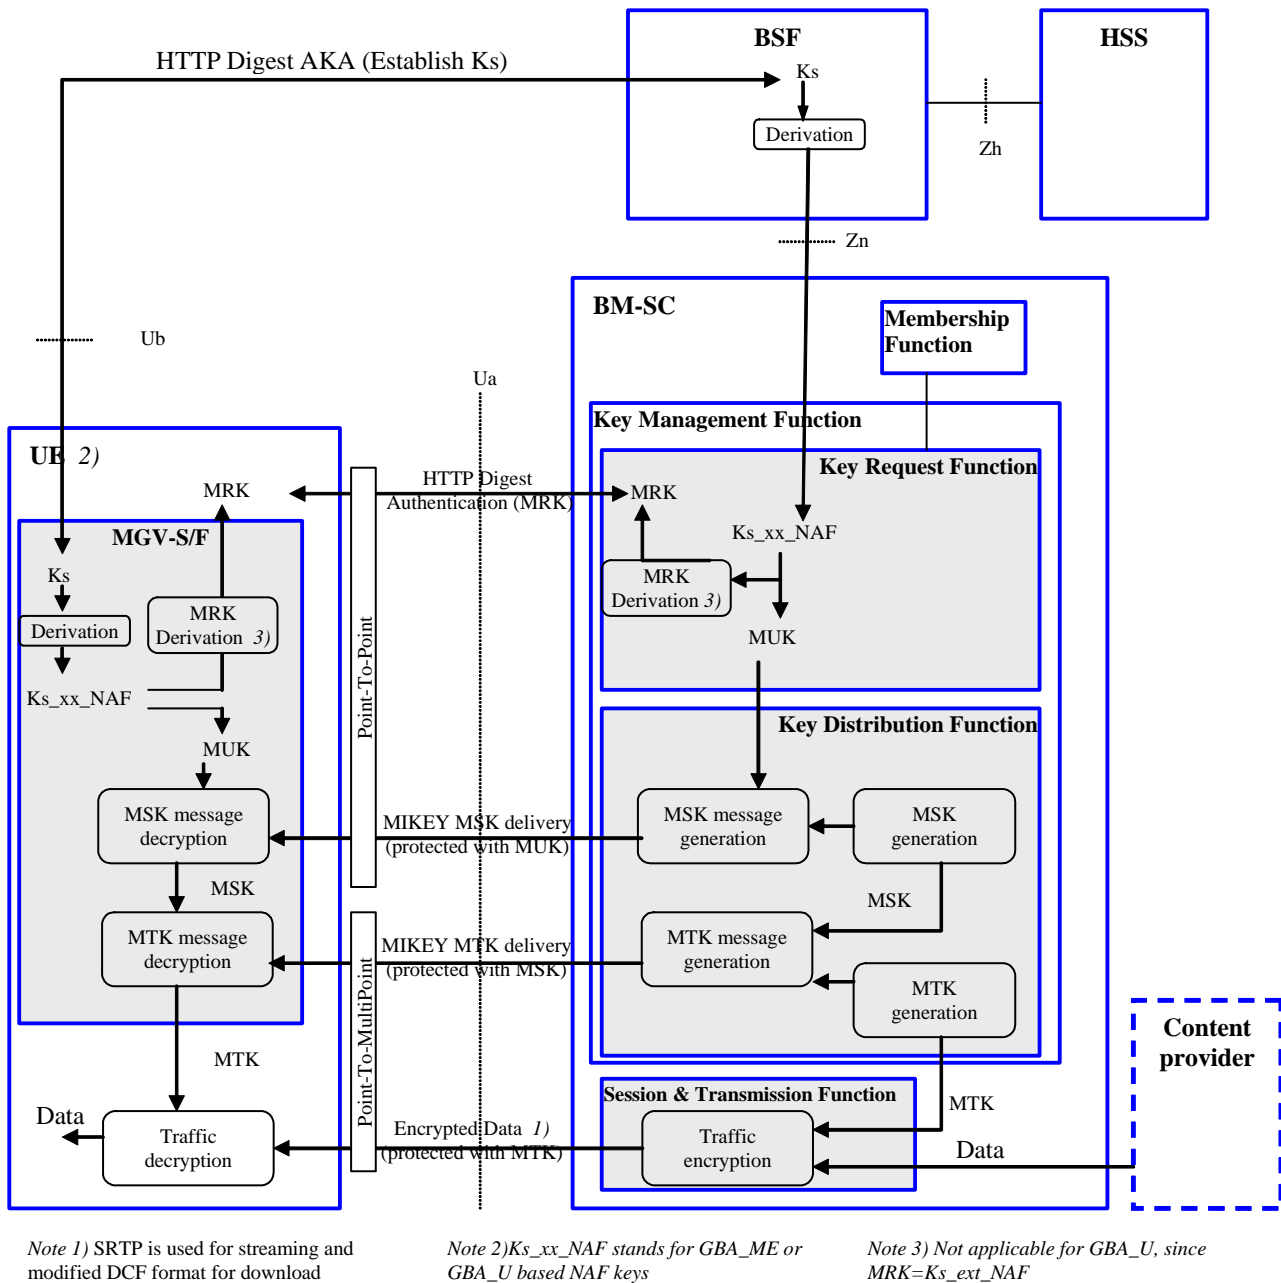 BSF
HSS
HTTP Digest AKA (Establish Ks)
Ks
Derivation
Zh
Zn
BM-SC
Membership
Function
Ub
Ua
Key Management Function
UE 2)
Key Request Function
MRK
HTTP Digest
Authentication (MRK)
MRK
MGV-S/F
Ks_xx_NAF
Ks
MRK
Derivation 3)
Derivation
MRK
Derivation 3)
MUK
Ks_xx_NAF
Point-To-Point
MUK
Key Distribution Function
MSK message
decryption
MIKEY MSK delivery
(protected with MUK)
MSK message
generation
MSK
generation
MSK
MSK
MTK message
decryption
MIKEY MTK delivery
(protected with MSK)
MTK message
generation
MTK
generation
Content
provider
MTK
Point-To-MultiPoint
Session & Transmission Function
MTK
Data
Traffic
decryption
Encrypted Data 1)
(protected with MTK)
Traffic
encryption
Data
Note 1) SRTP is used for streaming and
modified DCF format for download
Note 2)Ks_xx_NAF stands for GBA_ME or
GBA_U based NAF keys
Note 3) Not applicable for GBA_U, since
MRK=Ks_ext_NAF